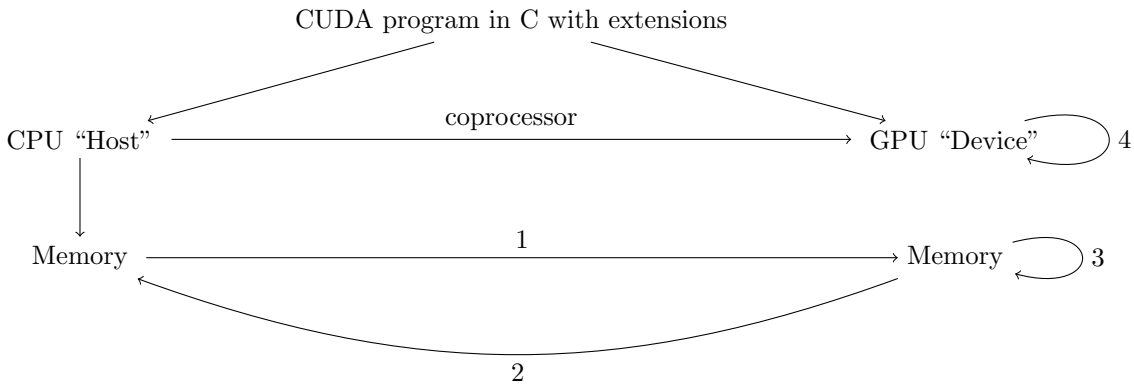 CUDA program in C with extensions
coprocessor
CPU “Host”
GPU “Device”
4
1
Memory
Memory
3
2